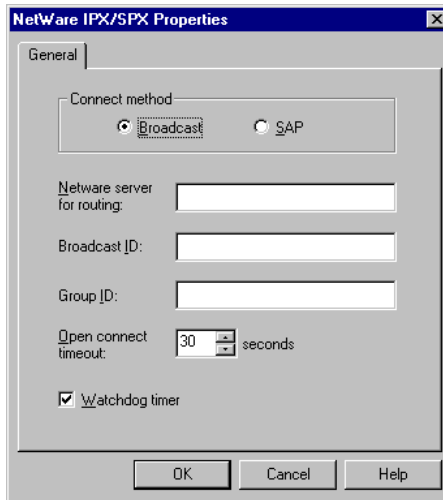 NetWare IPX/SPX Properties
General
Connect method
Broadcast
SAP
Netware server
for routing:
Broadcast ID:
Group ID:
Open connect
timeout:
30
seconds
Watchdog timer
OK
Cancel
Help